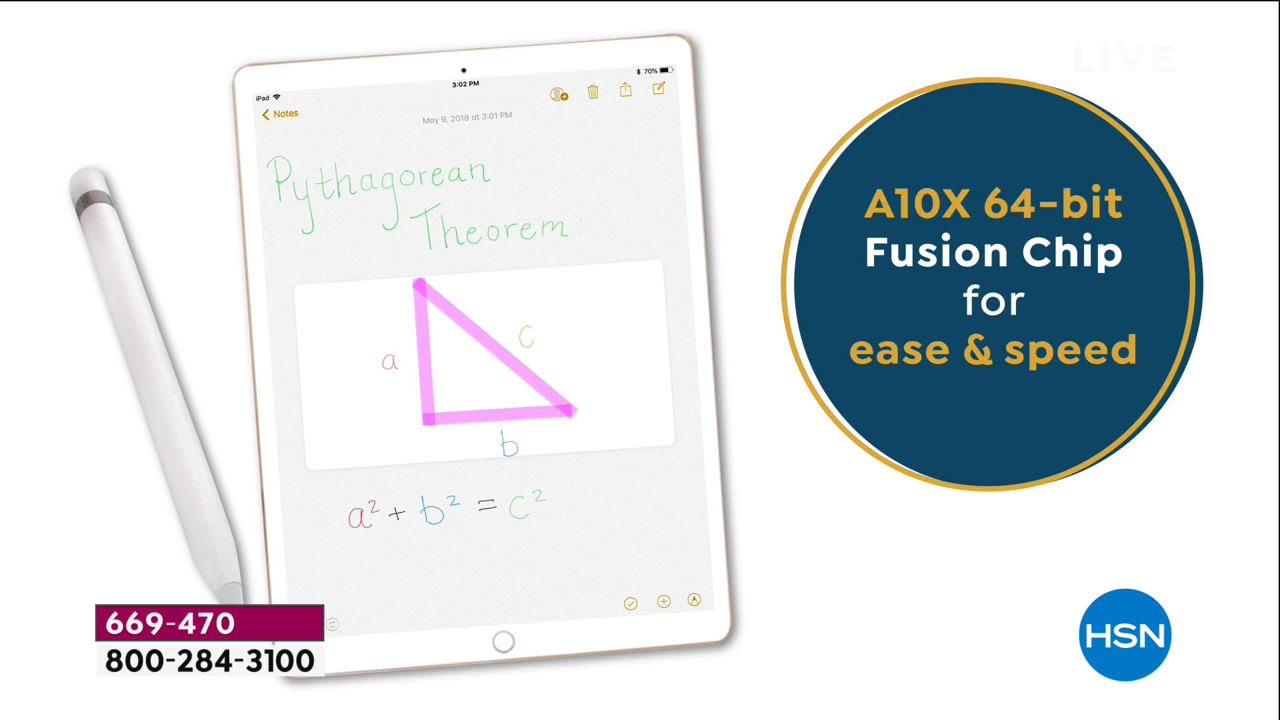 LIVE
iPad
3:02 PM
70%
Notes
May 9, 2018 at 3:01 PM
Pythagorean
Theorem:
a
c
b
a² + b² = c²
A10X 64-bit
Fusion Chip
for
ease & speed
669-470
800-284-3100
HSN